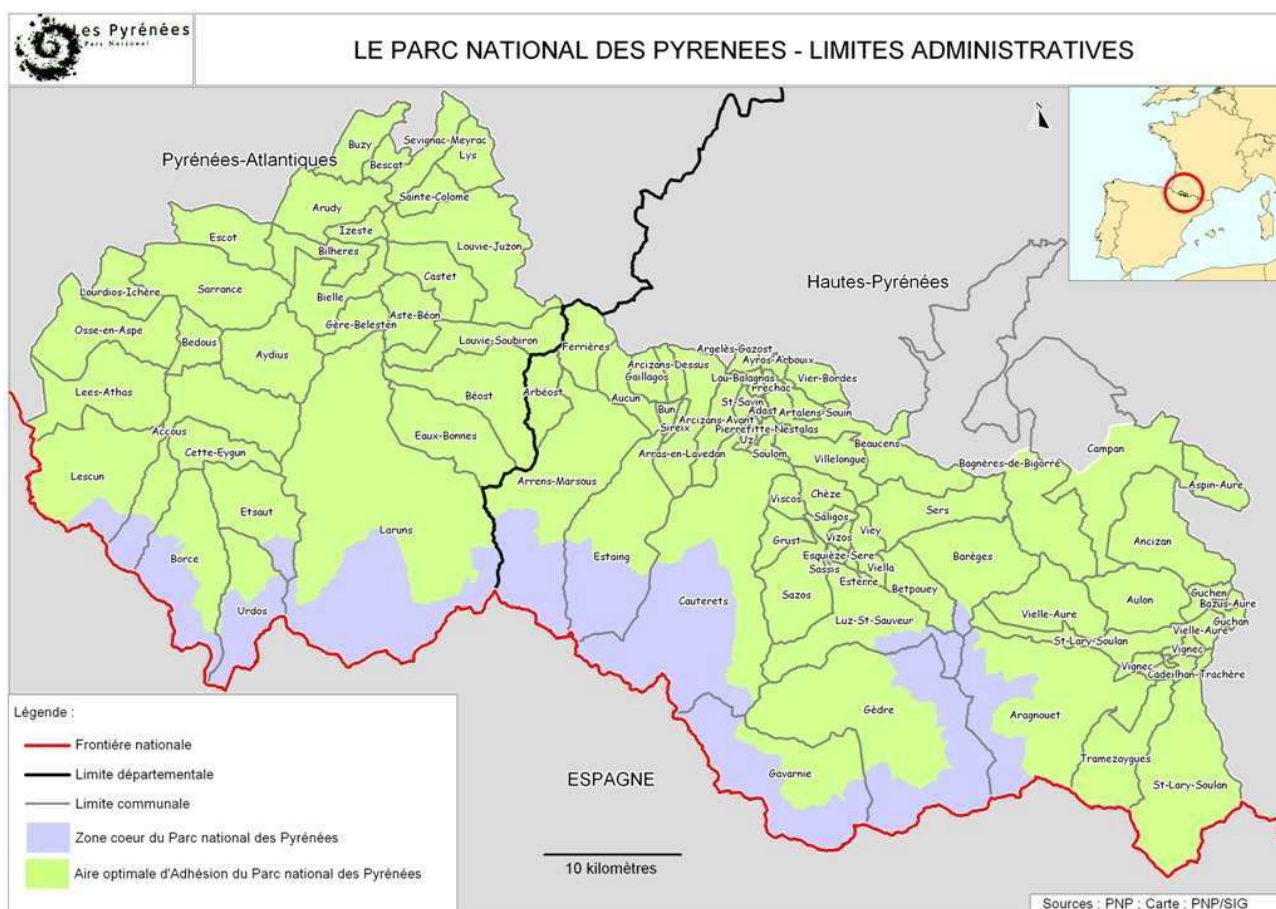 Les Pyrénées
Parc National
LE PARC NATIONAL DES PYRENEES - LIMITES ADMINISTRATIVES
N
Pyrénées-Atlantiques
Hautes-Pyrénées
ESPAGNE
Buzy
Sevignac-Meyrac
Bescat
Lys
Sainte-Colome
Arudy
Izeste
Escot
Bilheres
Louvie-Juzon
Castet
Lourdios-Ichère
Sarrance
Bielle
Aste-Béon
Gère-Belesten
Osse-en-Aspe
Bedous
Aydius
Louvie-Soubiron
Lees-Athas
Béost
Accous
Eaux-Bonnes
Cette-Eygun
Lescun
Etsaut
Laruns
Borce
Urdos
Ferrières
Arbéost
Argelès-Gazost
Arcizans-Dessus
Ayros-Arbouix
Gaillagos
Lau-Balagnas
Vier-Bordes
Préchac
Aucun
St-Savin
Bun
Adast
Artalens-Souin
Arcizans-Avant
Sireix
Pierrefitte-Nestalas
Uz
Beaucens
Arras-en-Lavedan
Soulom
Villelongue
Arrens-Marsous
Bagnères-de-Bigorre
Campan
Aspin-Aure
Viscos
Chèze
Sers
Saligos
Estaing
Grust
Vizos
Viey
Ancizan
Esquièze-Sere
Barèges
Sassis
Viella
Esterre
Betpouey
Cauterets
Sazos
Guchen
Aulon
Bazus-Aure
Vielle-Aure
Guchan
Luz-St-Sauveur
Vielle-Aure
St-Lary-Soulan
Vignec
Vignec
Cadeilhan-Trachère
Gèdre
Aragnouet
Gavarnie
Tramezaygues
St-Lary-Soulan
Légende :
Frontière nationale
Limite départementale
Limite communale
Zone coeur du Parc national des Pyrénées
Aire optimale d'Adhésion du Parc national des Pyrénées
10 kilomètres
Sources : PNP ; Carte : PNP/SIG